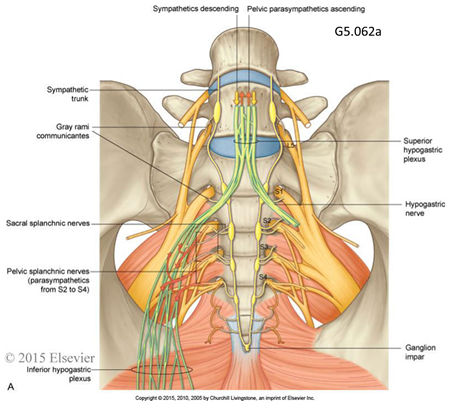 Sympathetics descending
Pelvic parasympathetics ascending
G5.062a
Sympathetic
trunk
Gray rami
communicantes
L5
Superior
hypogastric
plexus
S1
Hypogastric
nerve
Sacral splanchnic nerves
S2
S3
Pelvic splanchnic nerves
(parasympathetics
from S2 to S4)
S4
Ganglion
impar
© 2015 Elsevier
Inferior hypogastric
plexus
A
Copyright © 2015, 2010, 2005 by Churchill Livingstone, an imprint of Elsevier Inc.